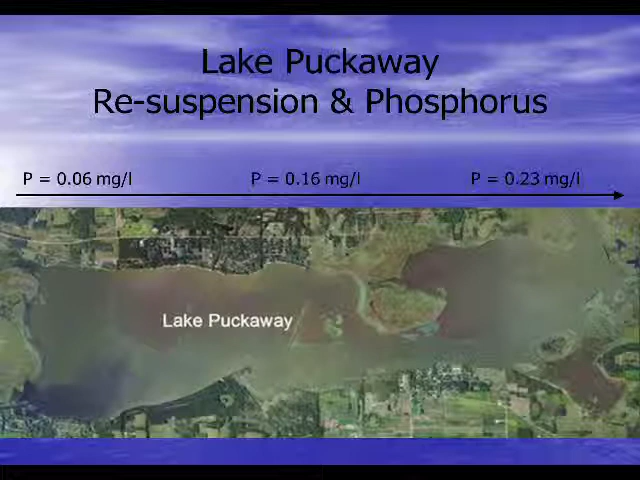 Lake Puckaway
Re-suspension & Phosphorus
P = 0.06 mg/l P = 0.16 mg/l P = 0.23 mg/l
Lake Puckaway